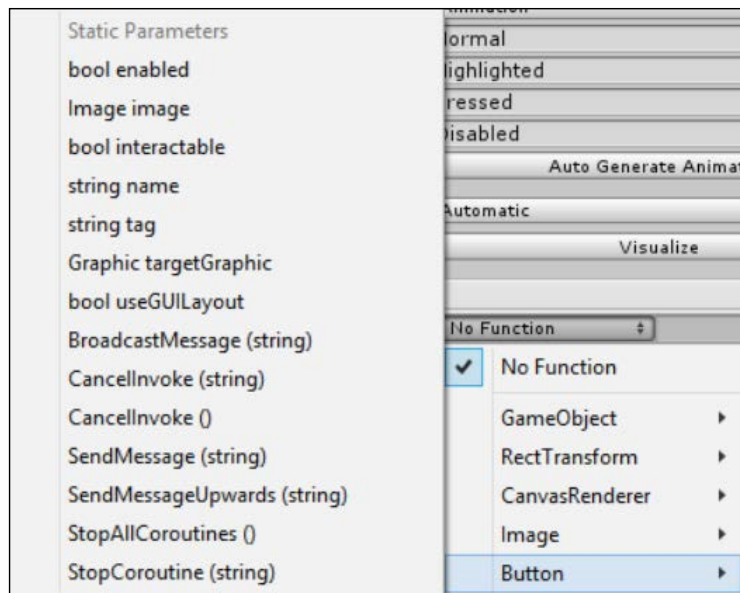 Static Parameters
bool enabled
Image image
bool interactable
string name
string tag
Graphic targetGraphic
bool useGUILayout
BroadcastMessage (string)
CancelInvoke (string)
CancelInvoke ()
SendMessage (string)
SendMessageUpwards (string)
StopAllCoroutines ()
StopCoroutine (string)
ormal
ighlighted
ressed
isabled
Auto Generate Animat
Automatic
Visualize
No Function
No Function
GameObject
RectTransform
CanvasRenderer
Image
Button